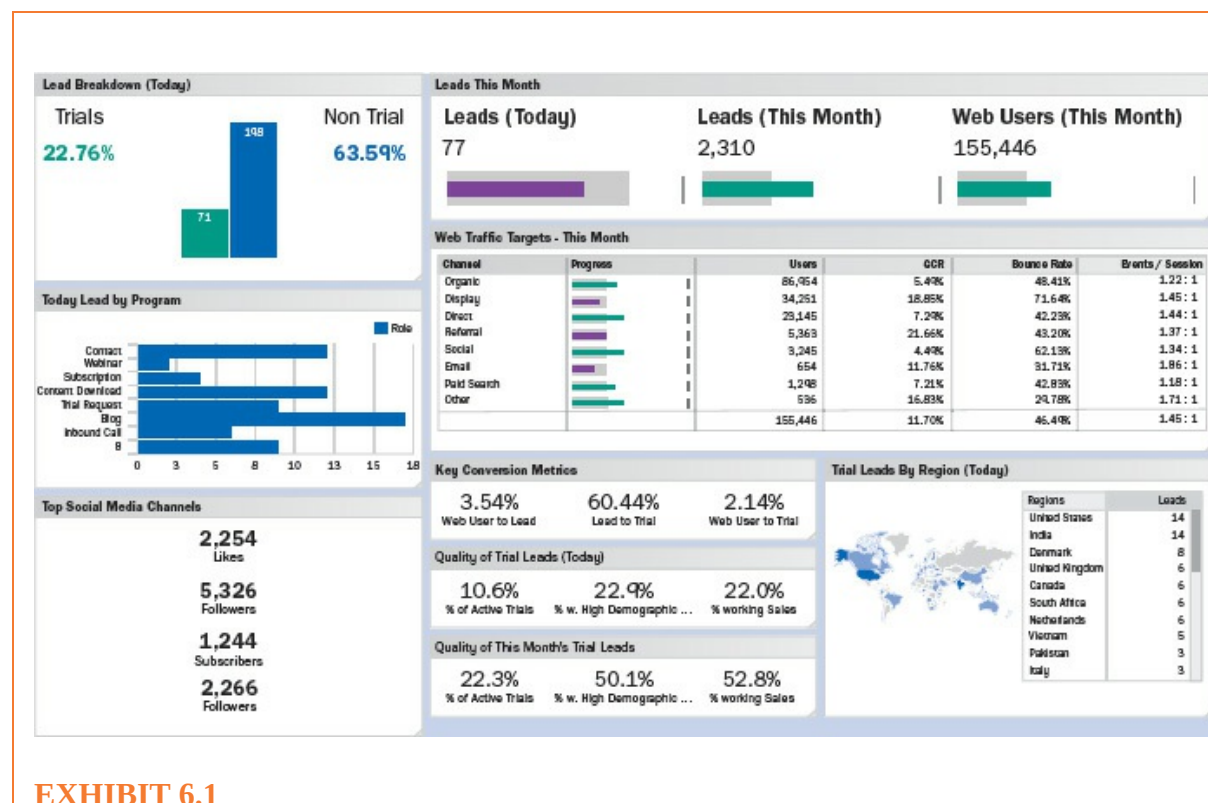 Lead Breakdown (Today)
Trials
Non Trial
22.76%
63.59%
198
71
Today Lead by Program
Role
Contact
Webinar
Subscription
Content Download
Trial Request
Blog
Inbound Call
8
0 3 5 8 10 13 15 18
Top Social Media Channels
2,254
Likes
5,326
Followers
1,244
Subscribers
2,266
Followers
Leads This Month
Leads (Today) Leads (This Month) Web Users (This Month)
77 2,310 155,446
Web Traffic Targets - This Month
Channel Progress Users GCR Bounce Rate Events / Session
Organic 86,954 5.49% 48.41% 1.22 : 1
Display 34,251 18.85% 71.64% 1.45 : 1
Direct 23,145 7.29% 42.23% 1.44 : 1
Referral 5,363 21.66% 43.20% 1.37 : 1
Social 3,245 4.49% 62.13% 1.34 : 1
Email 654 11.76% 31.71% 1.86 : 1
Paid Search 1,298 7.21% 42.83% 1.18 : 1
Other 536 16.83% 29.78% 1.71 : 1
155,446 11.70% 46.49% 1.45 : 1
Key Conversion Metrics
3.54% 60.44% 2.14%
Web User to Lead Lead to Trial Web User to Trial
Quality of Trial Leads (Today)
10.6% 22.9% 22.0%
% of Active Trials % w. High Demographic ... % working Sales
Quality of This Month's Trial Leads
22.3% 50.1% 52.8%
% of Active Trials % w. High Demographic ... % working Sales
Trial Leads By Region (Today)
Regions Leads
United States 14
India 14
Denmark 8
United Kingdom 6
Canada 6
South Africa 6
Netherlands 6
Vietnam 5
Pakistan 3
Italy 3
EXHIBIT 6.1